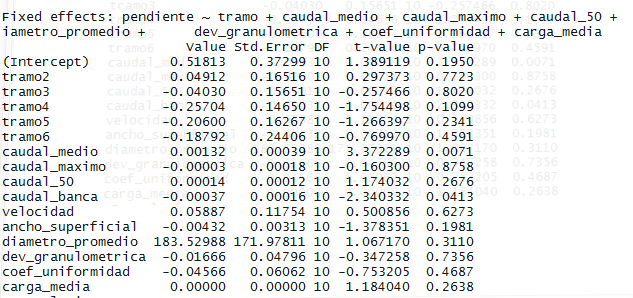 Fixed effects: pendiente ~ tramo + caudal_medio + caudal_maximo + caudal_50 +
iametro_promedio + dev_granulometrica + coef_uniformidad + carga_media
Value Std.Error DF t-value p-value
(Intercept) 0.51813 0.37299 10 1.389119 0.1950
tramo2 0.04912 0.16516 10 0.297373 0.7723
tramo3 -0.04030 0.15651 10 -0.257466 0.8020
tramo4 -0.25704 0.14650 10 -1.754498 0.1099
tramo5 -0.20600 0.16267 10 -1.266397 0.2341
tramo6 -0.18792 0.24406 10 -0.769970 0.4591
caudal_medio 0.00132 0.00039 10 3.372289 0.0071
caudal_maximo -0.00003 0.00018 10 -0.160300 0.8758
caudal_50 0.00014 0.00012 10 1.174032 0.2676
caudal_banca -0.00037 0.00016 10 -2.340332 0.0413
velocidad 0.05887 0.11754 10 0.500856 0.6273
ancho_superficial -0.00432 0.00313 10 -1.378351 0.1981
diametro_promedio 183.52988 171.97811 10 1.067170 0.3110
dev_granulometrica -0.01666 0.04796 10 -0.347258 0.7356
coef_uniformidad -0.04566 0.06062 10 -0.753205 0.4687
carga_media 0.00000 0.00000 10 1.184040 0.2638